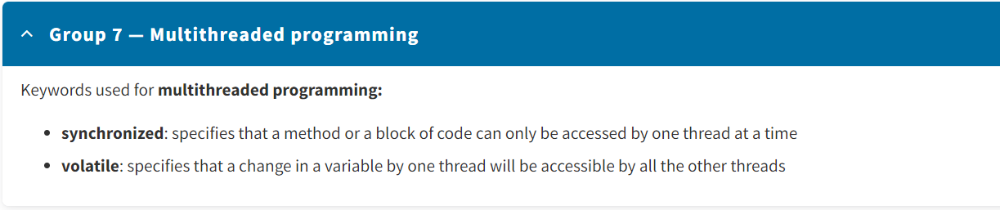 Group 7 — Multithreaded programming
Keywords used for multithreaded programming:
synchronized: specifies that a method or a block of code can only be accessed by one thread at a time
volatile: specifies that a change in a variable by one thread will be accessible by all the other threads